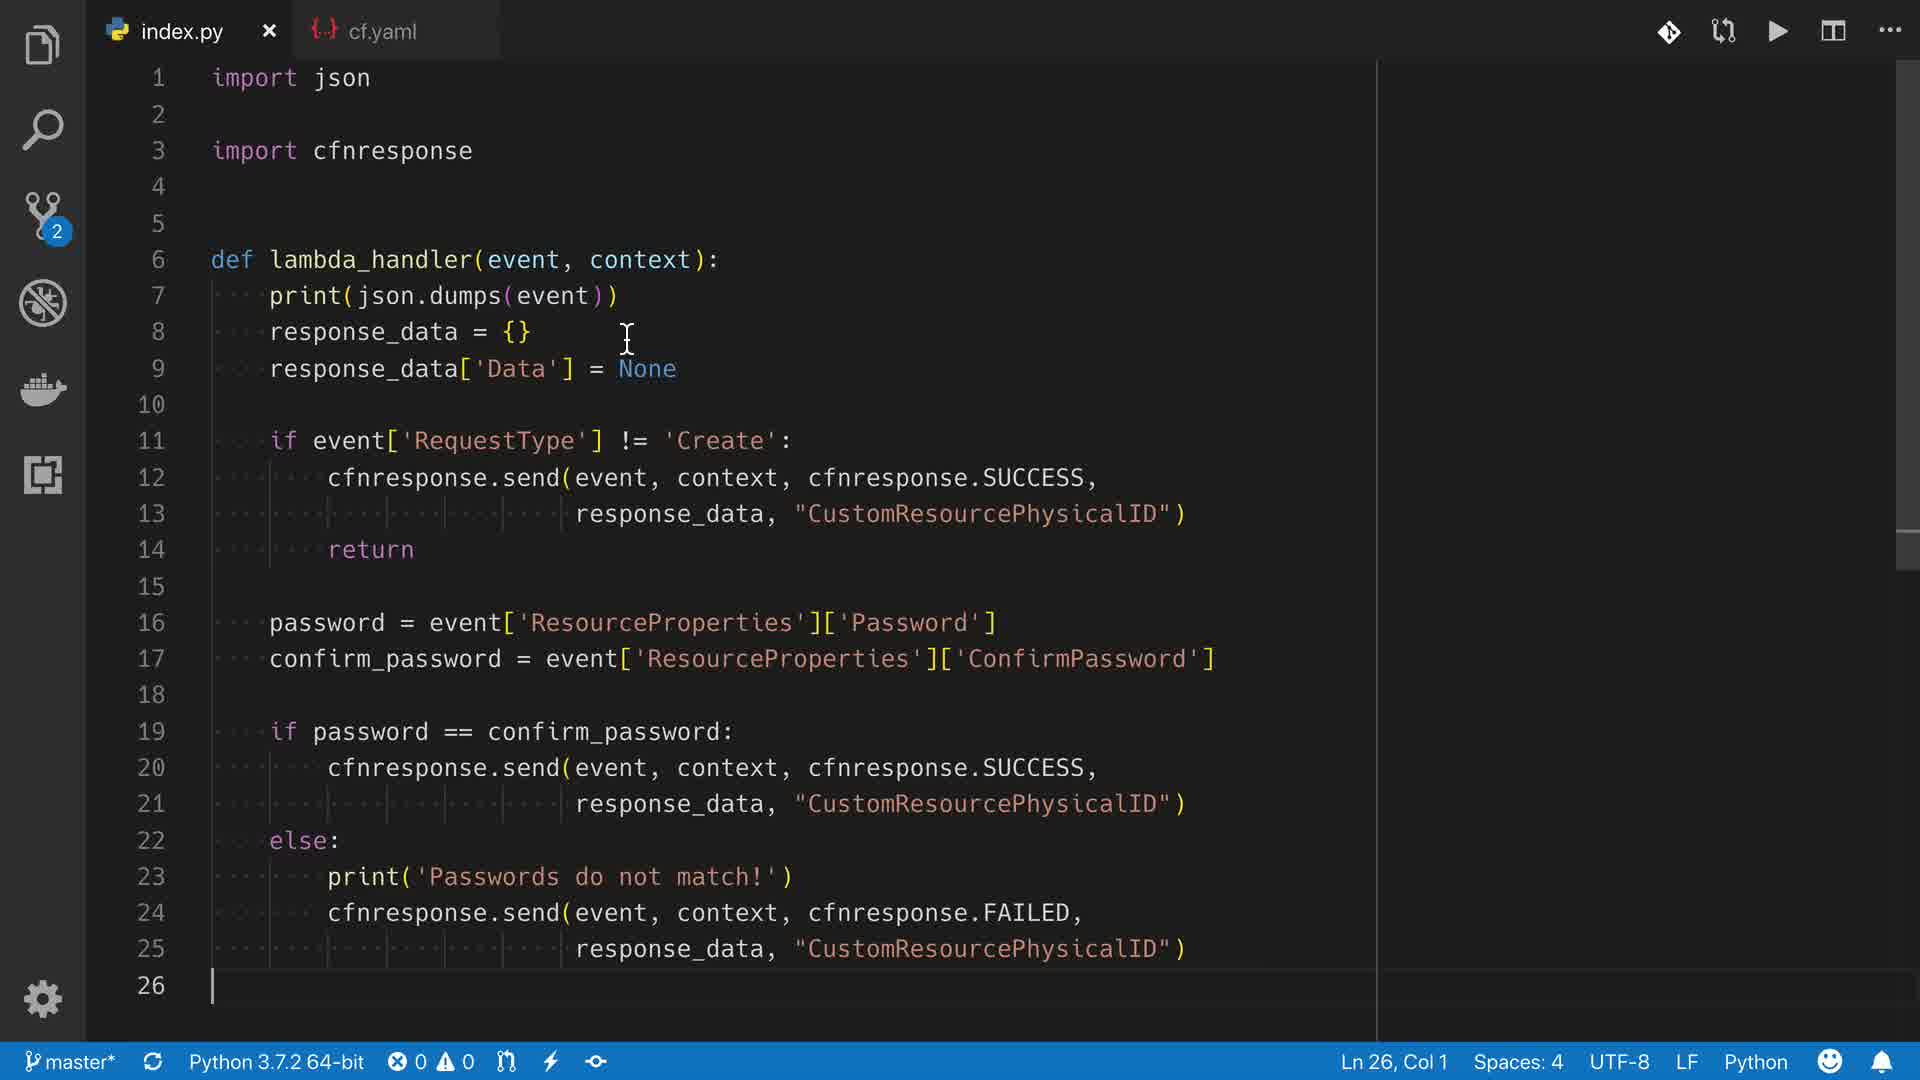 index.py
cf.yaml
1 import json
2
3 import cfnresponse
4
5
6 def lambda_handler(event, context):
7 print(json.dumps(event))
8 response_data = {}
9 response_data['Data'] = None
10
11 if event['RequestType'] != 'Create':
12 cfnresponse.send(event, context, cfnresponse.SUCCESS,
13 response_data, "CustomResourcePhysicalID")
14 return
15
16 password = event['ResourceProperties']['Password']
17 confirm_password = event['ResourceProperties']['ConfirmPassword']
18
19 if password == confirm_password:
20 cfnresponse.send(event, context, cfnresponse.SUCCESS,
21 response_data, "CustomResourcePhysicalID")
22 else:
23 print('Passwords do not match!')
24 cfnresponse.send(event, context, cfnresponse.FAILED,
25 response_data, "CustomResourcePhysicalID")
26
2
master* Python 3.7.2 64-bit 0 0 Ln 26, Col 1 Spaces: 4 UTF-8 LF Python